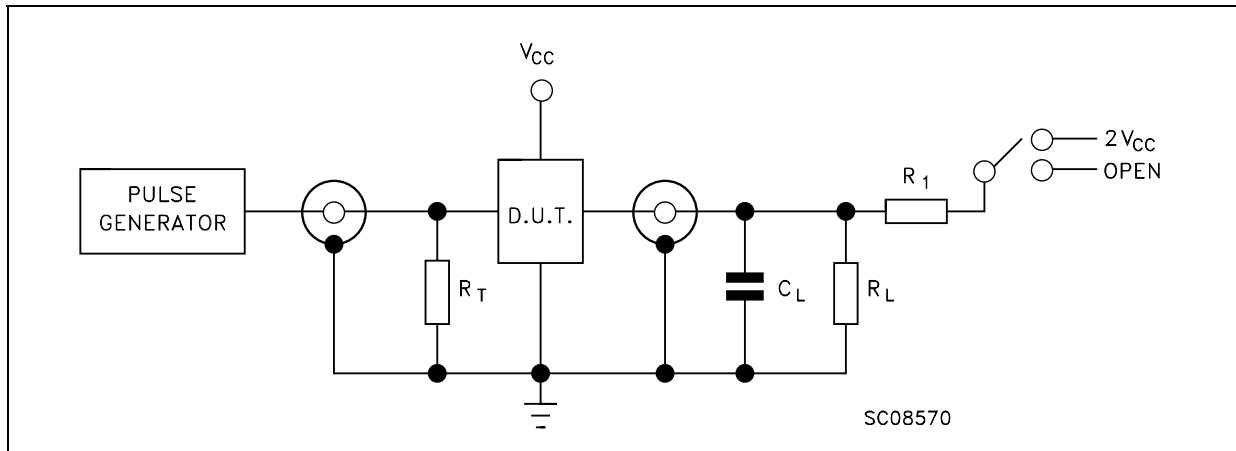 VCC
PULSE
GENERATOR
D.U.T.
RT
CL
RL
R1
2VCC
OPEN
SC08570